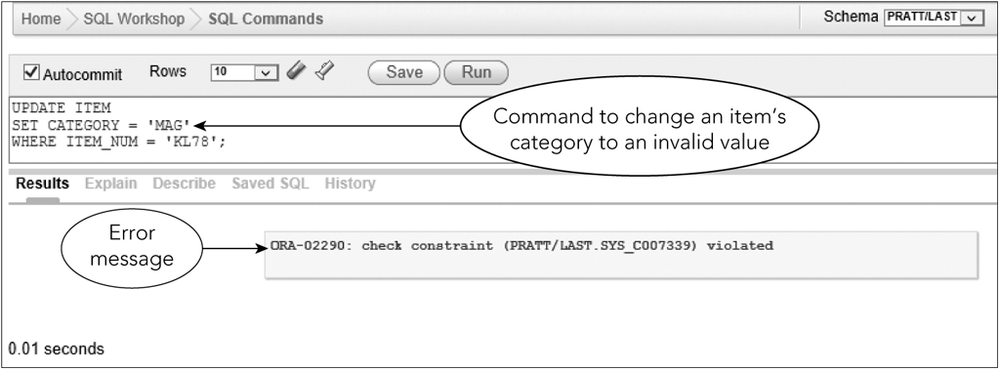 Home SQL Workshop SQL Commands
Schema PRATT/LAST
Autocommit Rows 10 Save Run
UPDATE ITEM
SET CATEGORY = 'MAG'
WHERE ITEM_NUM = 'KL78';
Command to change an item's
category to an invalid value
Results Explain Describe Saved SQL History
Error
message
ORA-02290: check constraint (PRATT/LAST.SYS_C007339) violated
0.01 seconds